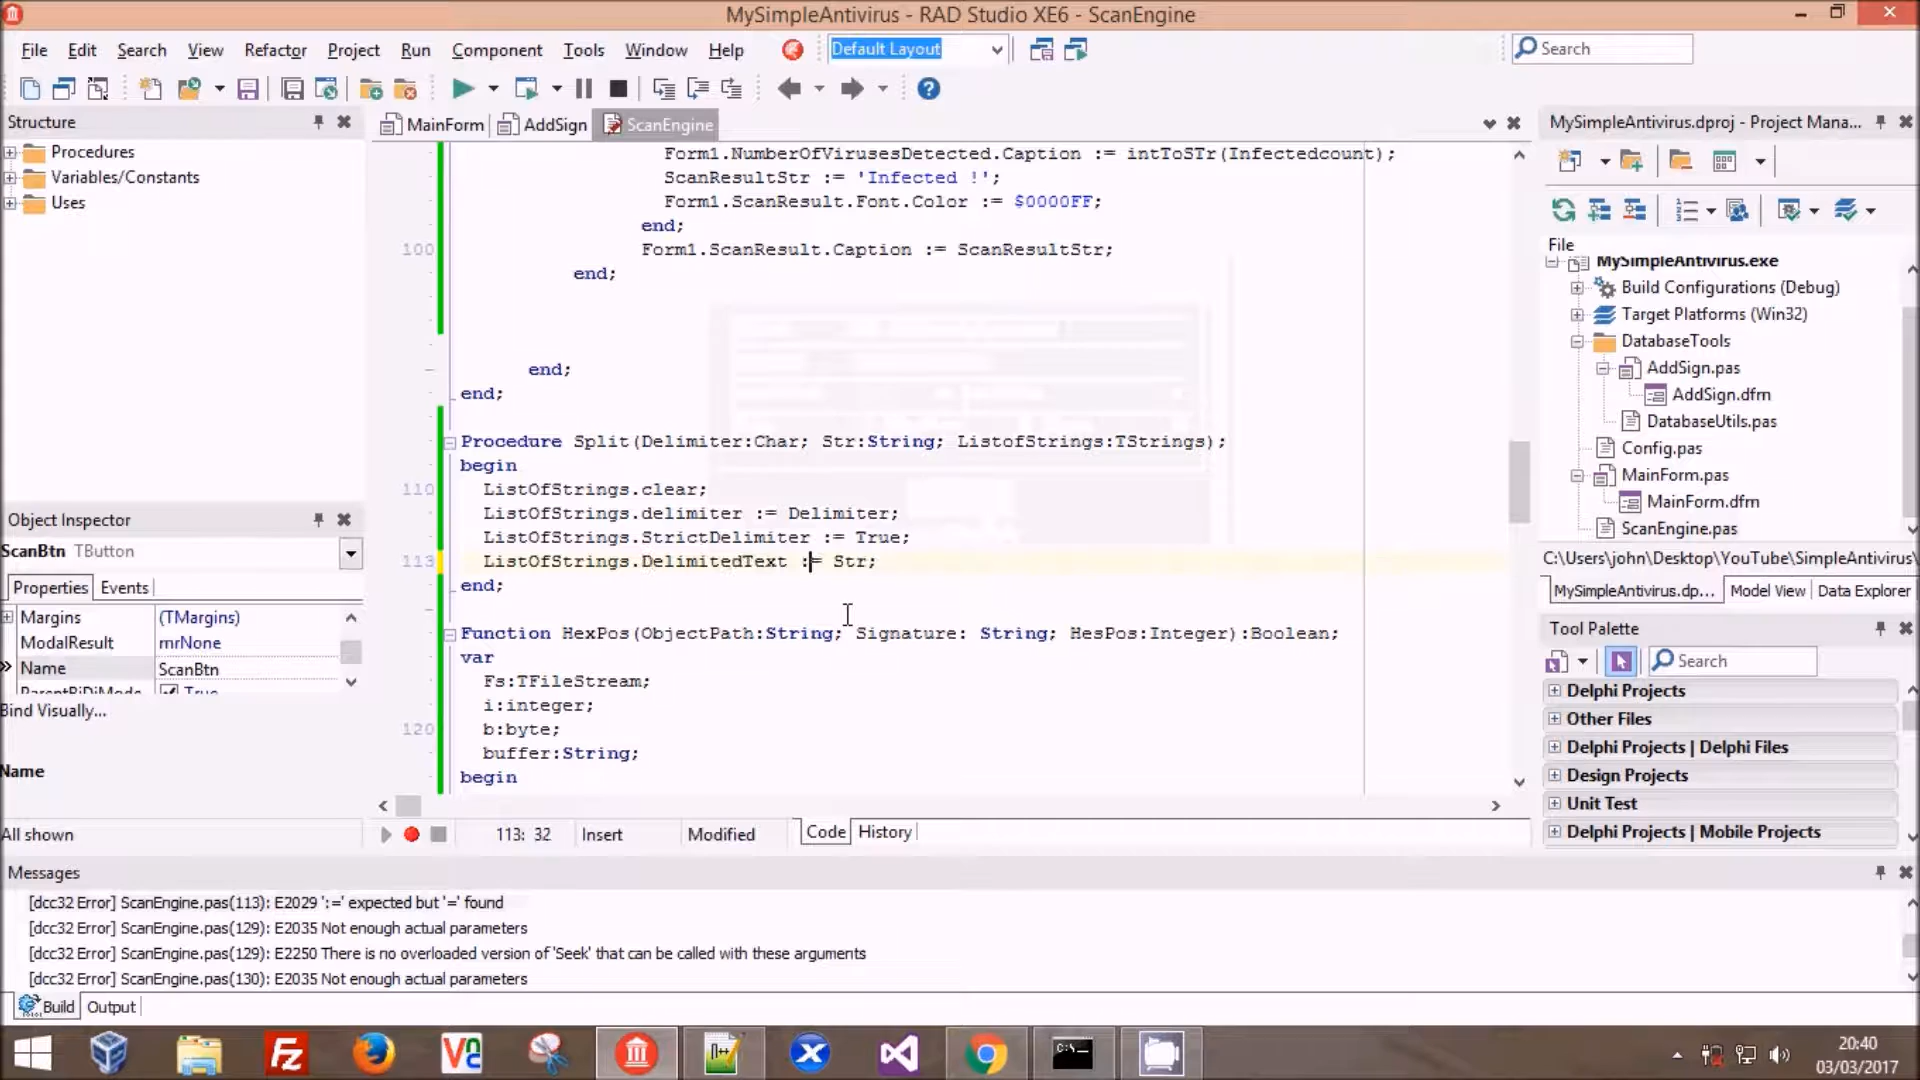 MySimpleAntivirus - RAD Studio XE6 - ScanEngine
File Edit Search View Refactor Project Run Component Tools Window Help
Default Layout
Search
Structure
Procedures
Variables/Constants
Uses
MainForm AddSign ScanEngine
Form1.NumberOfVirusesDetected.Caption := intToSTr(Infectedcount);
ScanResultStr := 'Infected !';
Form1.ScanResult.Font.Color := $0000FF;
end;
100 Form1.ScanResult.Caption := ScanResultStr;
end;
end;
end;
Procedure Split(Delimiter:Char; Str:String; ListofStrings:TStrings);
begin
110 ListOfStrings.clear;
ListOfStrings.delimiter := Delimiter;
ListOfStrings.StrictDelimiter := True;
113 ListOfStrings.DelimitedText := Str;
end;
Function HexPos(ObjectPath:String; Signature: String; HesPos:Integer):Boolean;
var
Fs:TFileStream;
i:integer;
120 b:byte;
buffer:String;
begin
113: 32 Insert Modified Code History
Object Inspector
ScanBtn TButton
Properties Events
Margins (TMargins)
ModalResult mrNone
Name ScanBtn
ParentBiDiMode True
Bind Visually...
Name
All shown
MySimpleAntivirus.dproj - Project Mana...
File
MySimpleAntivirus.exe
Build Configurations (Debug)
Target Platforms (Win32)
DatabaseTools
AddSign.pas
AddSign.dfm
DatabaseUtils.pas
Config.pas
MainForm.pas
MainForm.dfm
ScanEngine.pas
C:\Users\john\Desktop\YouTube\SimpleAntivirus\
MySimpleAntivirus.dp... Model View Data Explorer
Tool Palette
Search
Delphi Projects
Other Files
Delphi Projects | Delphi Files
Design Projects
Unit Test
Delphi Projects | Mobile Projects
Messages
[dcc32 Error] ScanEngine.pas(113): E2029 ':=' expected but '=' found
[dcc32 Error] ScanEngine.pas(129): E2035 Not enough actual parameters
[dcc32 Error] ScanEngine.pas(129): E2250 There is no overloaded version of 'Seek' that can be called with these arguments
[dcc32 Error] ScanEngine.pas(130): E2035 Not enough actual parameters
Build Output
20:40
03/03/2017